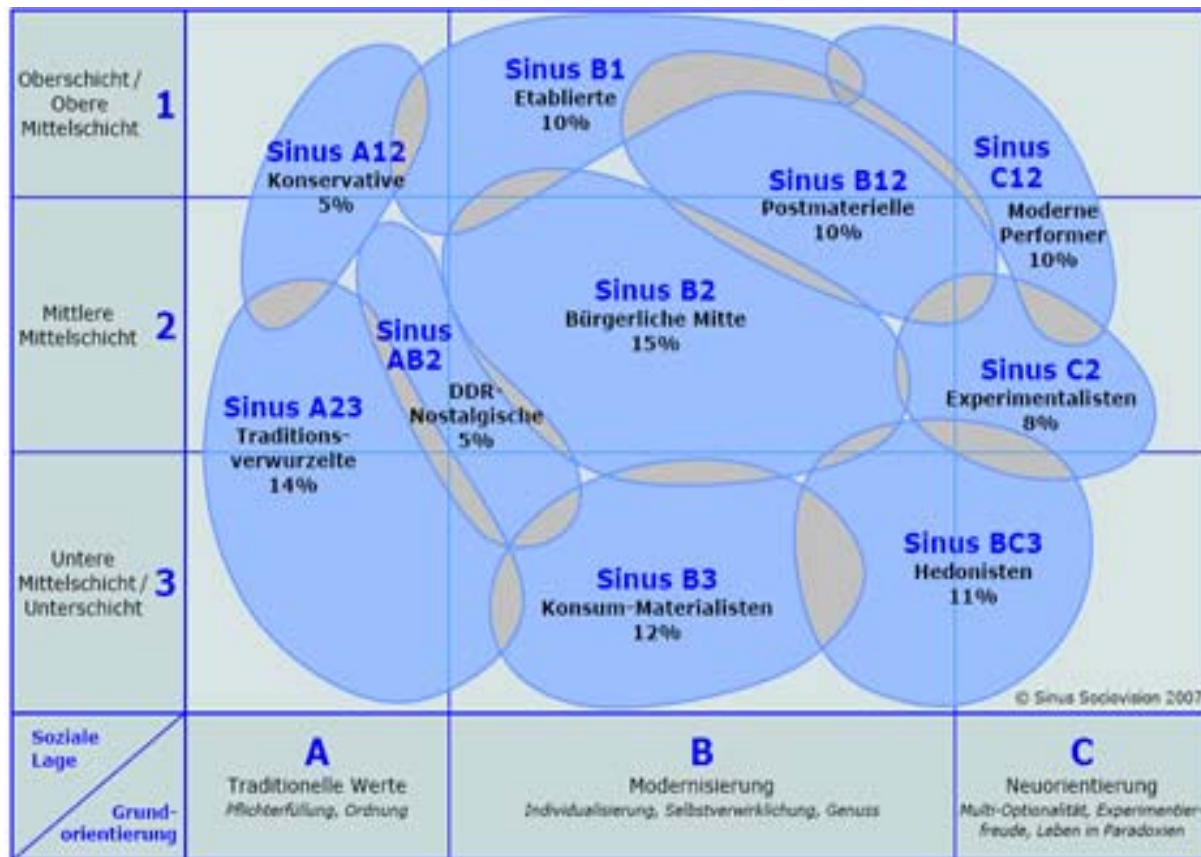 Oberschicht /
Obere
Mittelschicht
1
Mittlere
Mittelschicht
2
Untere
Mittelschicht /
Unterschicht
3
Sinus B1
Etablierte
10%
Sinus A12
Konservative
5%
Sinus B12
Postmaterielle
10%
Sinus
C12
Moderne
Performer
10%
Sinus B2
Bürgerliche Mitte
15%
Sinus
AB2
DDR-
Nostalgische
5%
Sinus A23
Traditions-
verwurzelte
14%
Sinus C2
Experimentalisten
8%
Sinus B3
Konsum-Materialisten
12%
Sinus BC3
Hedonisten
11%
© Sinus Sociovision 2007
Soziale
Lage
Grund-
orientierung
A
Traditionelle Werte
Pflichterfüllung, Ordnung
B
Modernisierung
Individualisierung, Selbstverwirklichung, Genuss
C
Neuorientierung
Multi-Optionalität, Experimentier-
freude, Leben in Paradoxien